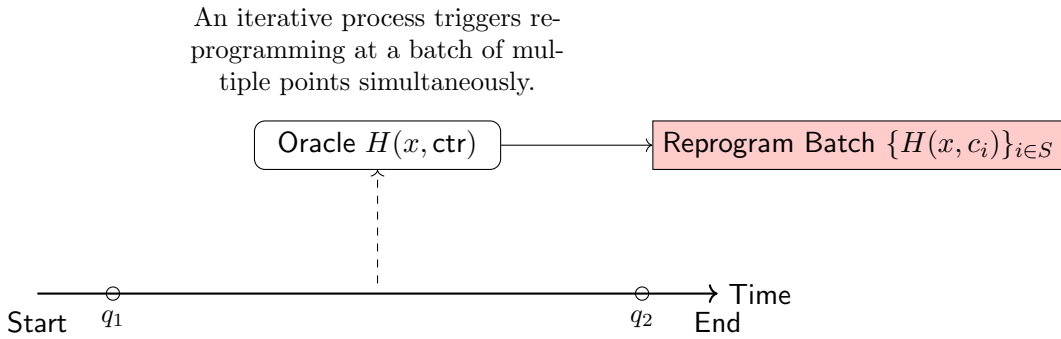 An iterative process triggers re-
programming at a batch of mul-
tiple points simultaneously.
Oracle H(x, ctr)
Reprogram Batch {H(x, c_i)}_{i∈S}
Time
Start
q_1
q_2
End